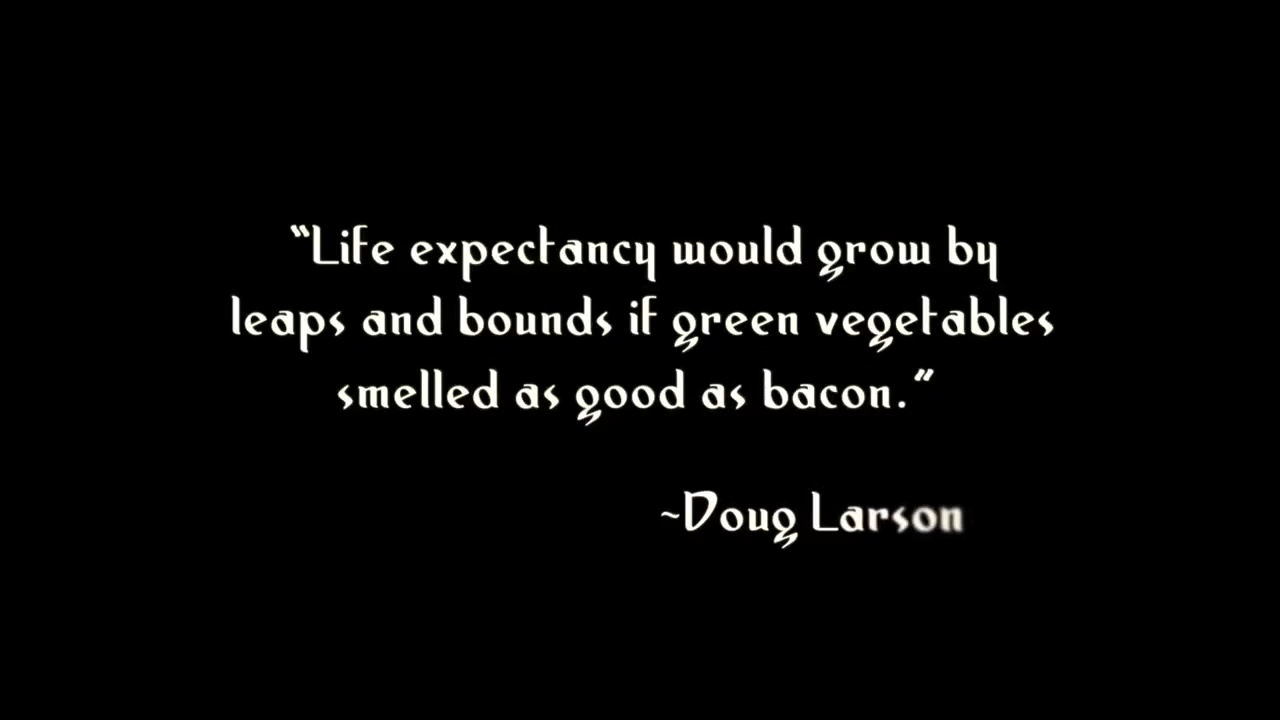 “Life expectancy would grow by
leaps and bounds if green vegetables
smelled as good as bacon.”
~Doug Larson